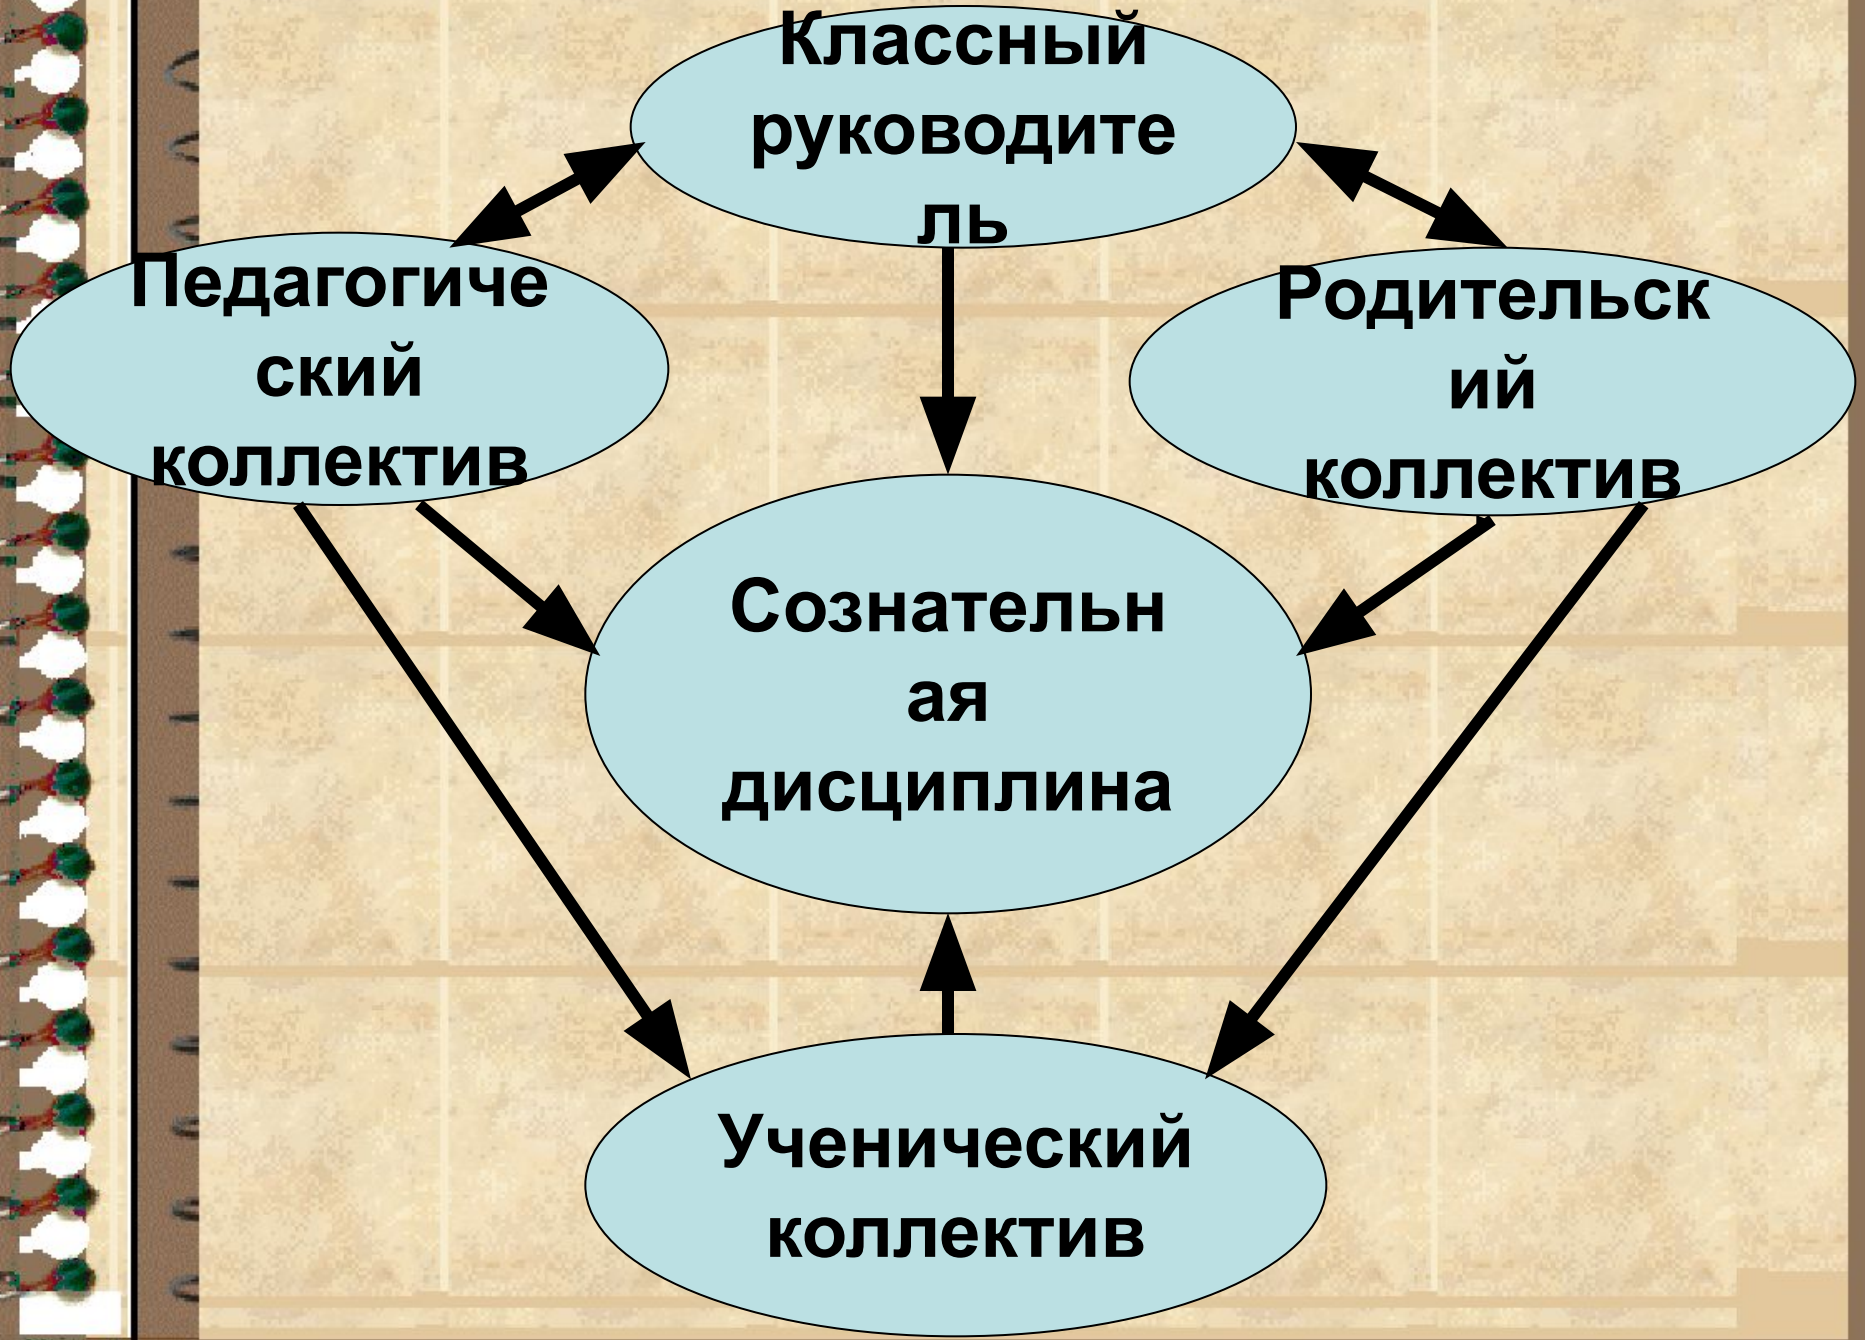 Классный
руководите
ль
Педагогиче
ский
коллектив
Родительск
ий
коллектив
Сознательн
ая
дисциплина
Ученический
коллектив